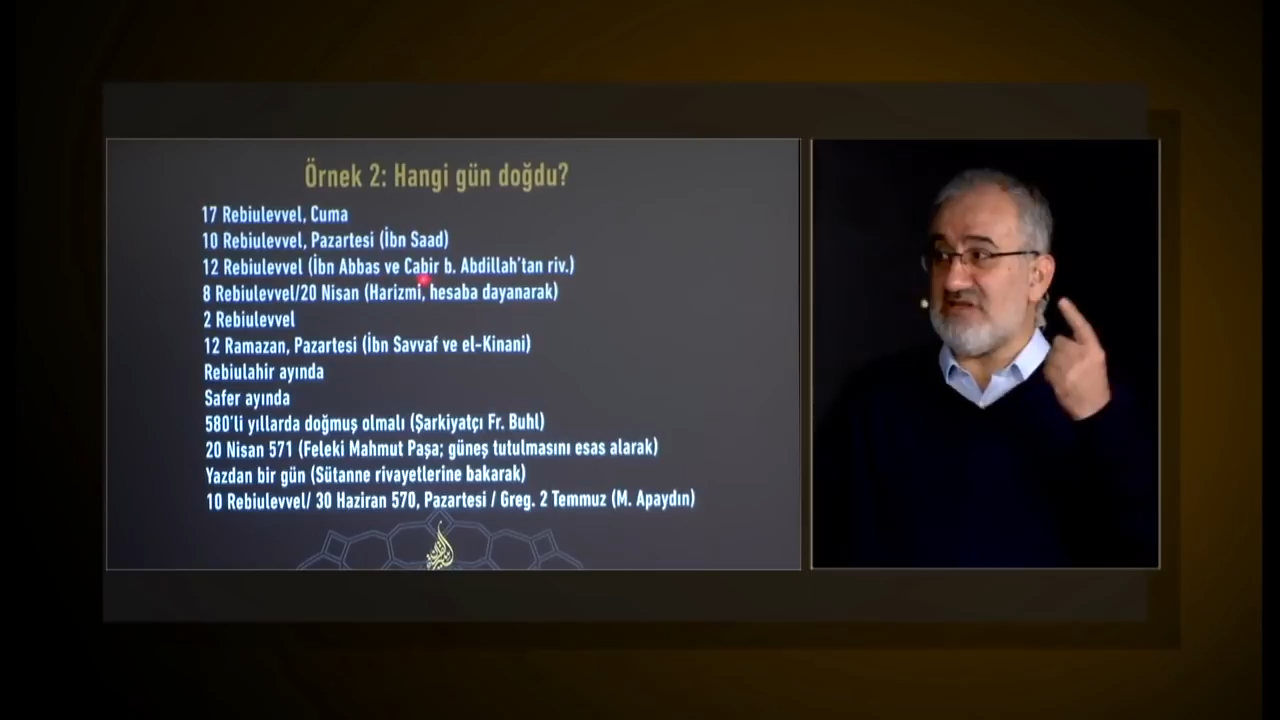 Örnek 2: Hangi gün doğdu?
17 Rebiulevvel, Cuma
10 Rebiulevvel, Pazartesi (İbn Saad)
12 Rebiulevvel (İbn Abbas ve Cabir b. Abdillah'tan riv.)
8 Rebiulevvel/20 Nisan (Harizmi, hesaba dayanarak)
2 Rebiulevvel
12 Ramazan, Pazartesi (İbn Savvaf ve el-Kinani)
Rebiulahir ayında
Safer ayında
580'li yıllarda doğmuş olmalı (Şarkiyatçı Fr. Buhl)
20 Nisan 571 (Feleki Mahmut Paşa; güneş tutulmasını esas alarak)
Yazdan bir gün (Sütanne rivayetlerine bakarak)
10 Rebiulevvel/ 30 Haziran 570, Pazartesi / Greg. 2 Temmuz (M. Apaydın)